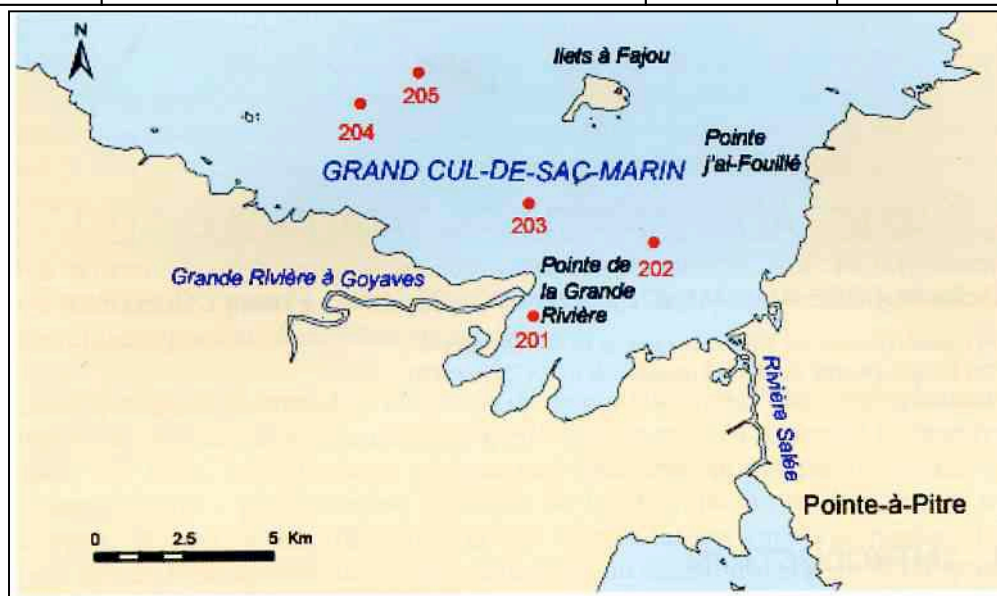 N
Ilets à Fajou
205
204
Pointe
j'ai-Fouillé
GRAND CUL-DE-SAC-MARIN
203
202
Grande Rivière à Goyaves
Pointe de
la Grande
Rivière
201
Rivière Salée
Pointe-à-Pitre
0 2.5 5 Km